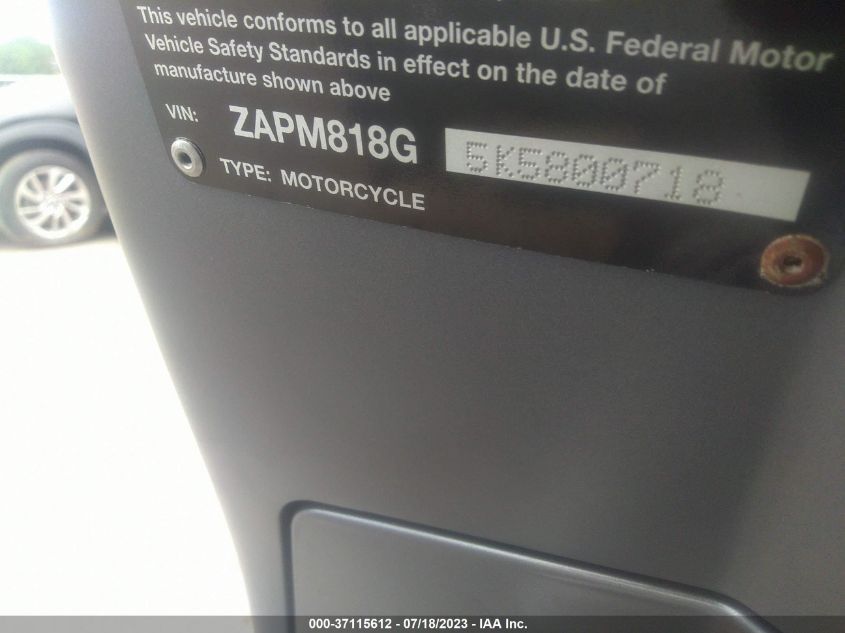 This vehicle conforms to all applicable U.S. Federal Motor
Vehicle Safety Standards in effect on the date of
manufacture shown above
VIN: ZAPM818G 5K5800718
TYPE: MOTORCYCLE
000-37115612 - 07/18/2023 - IAA Inc.